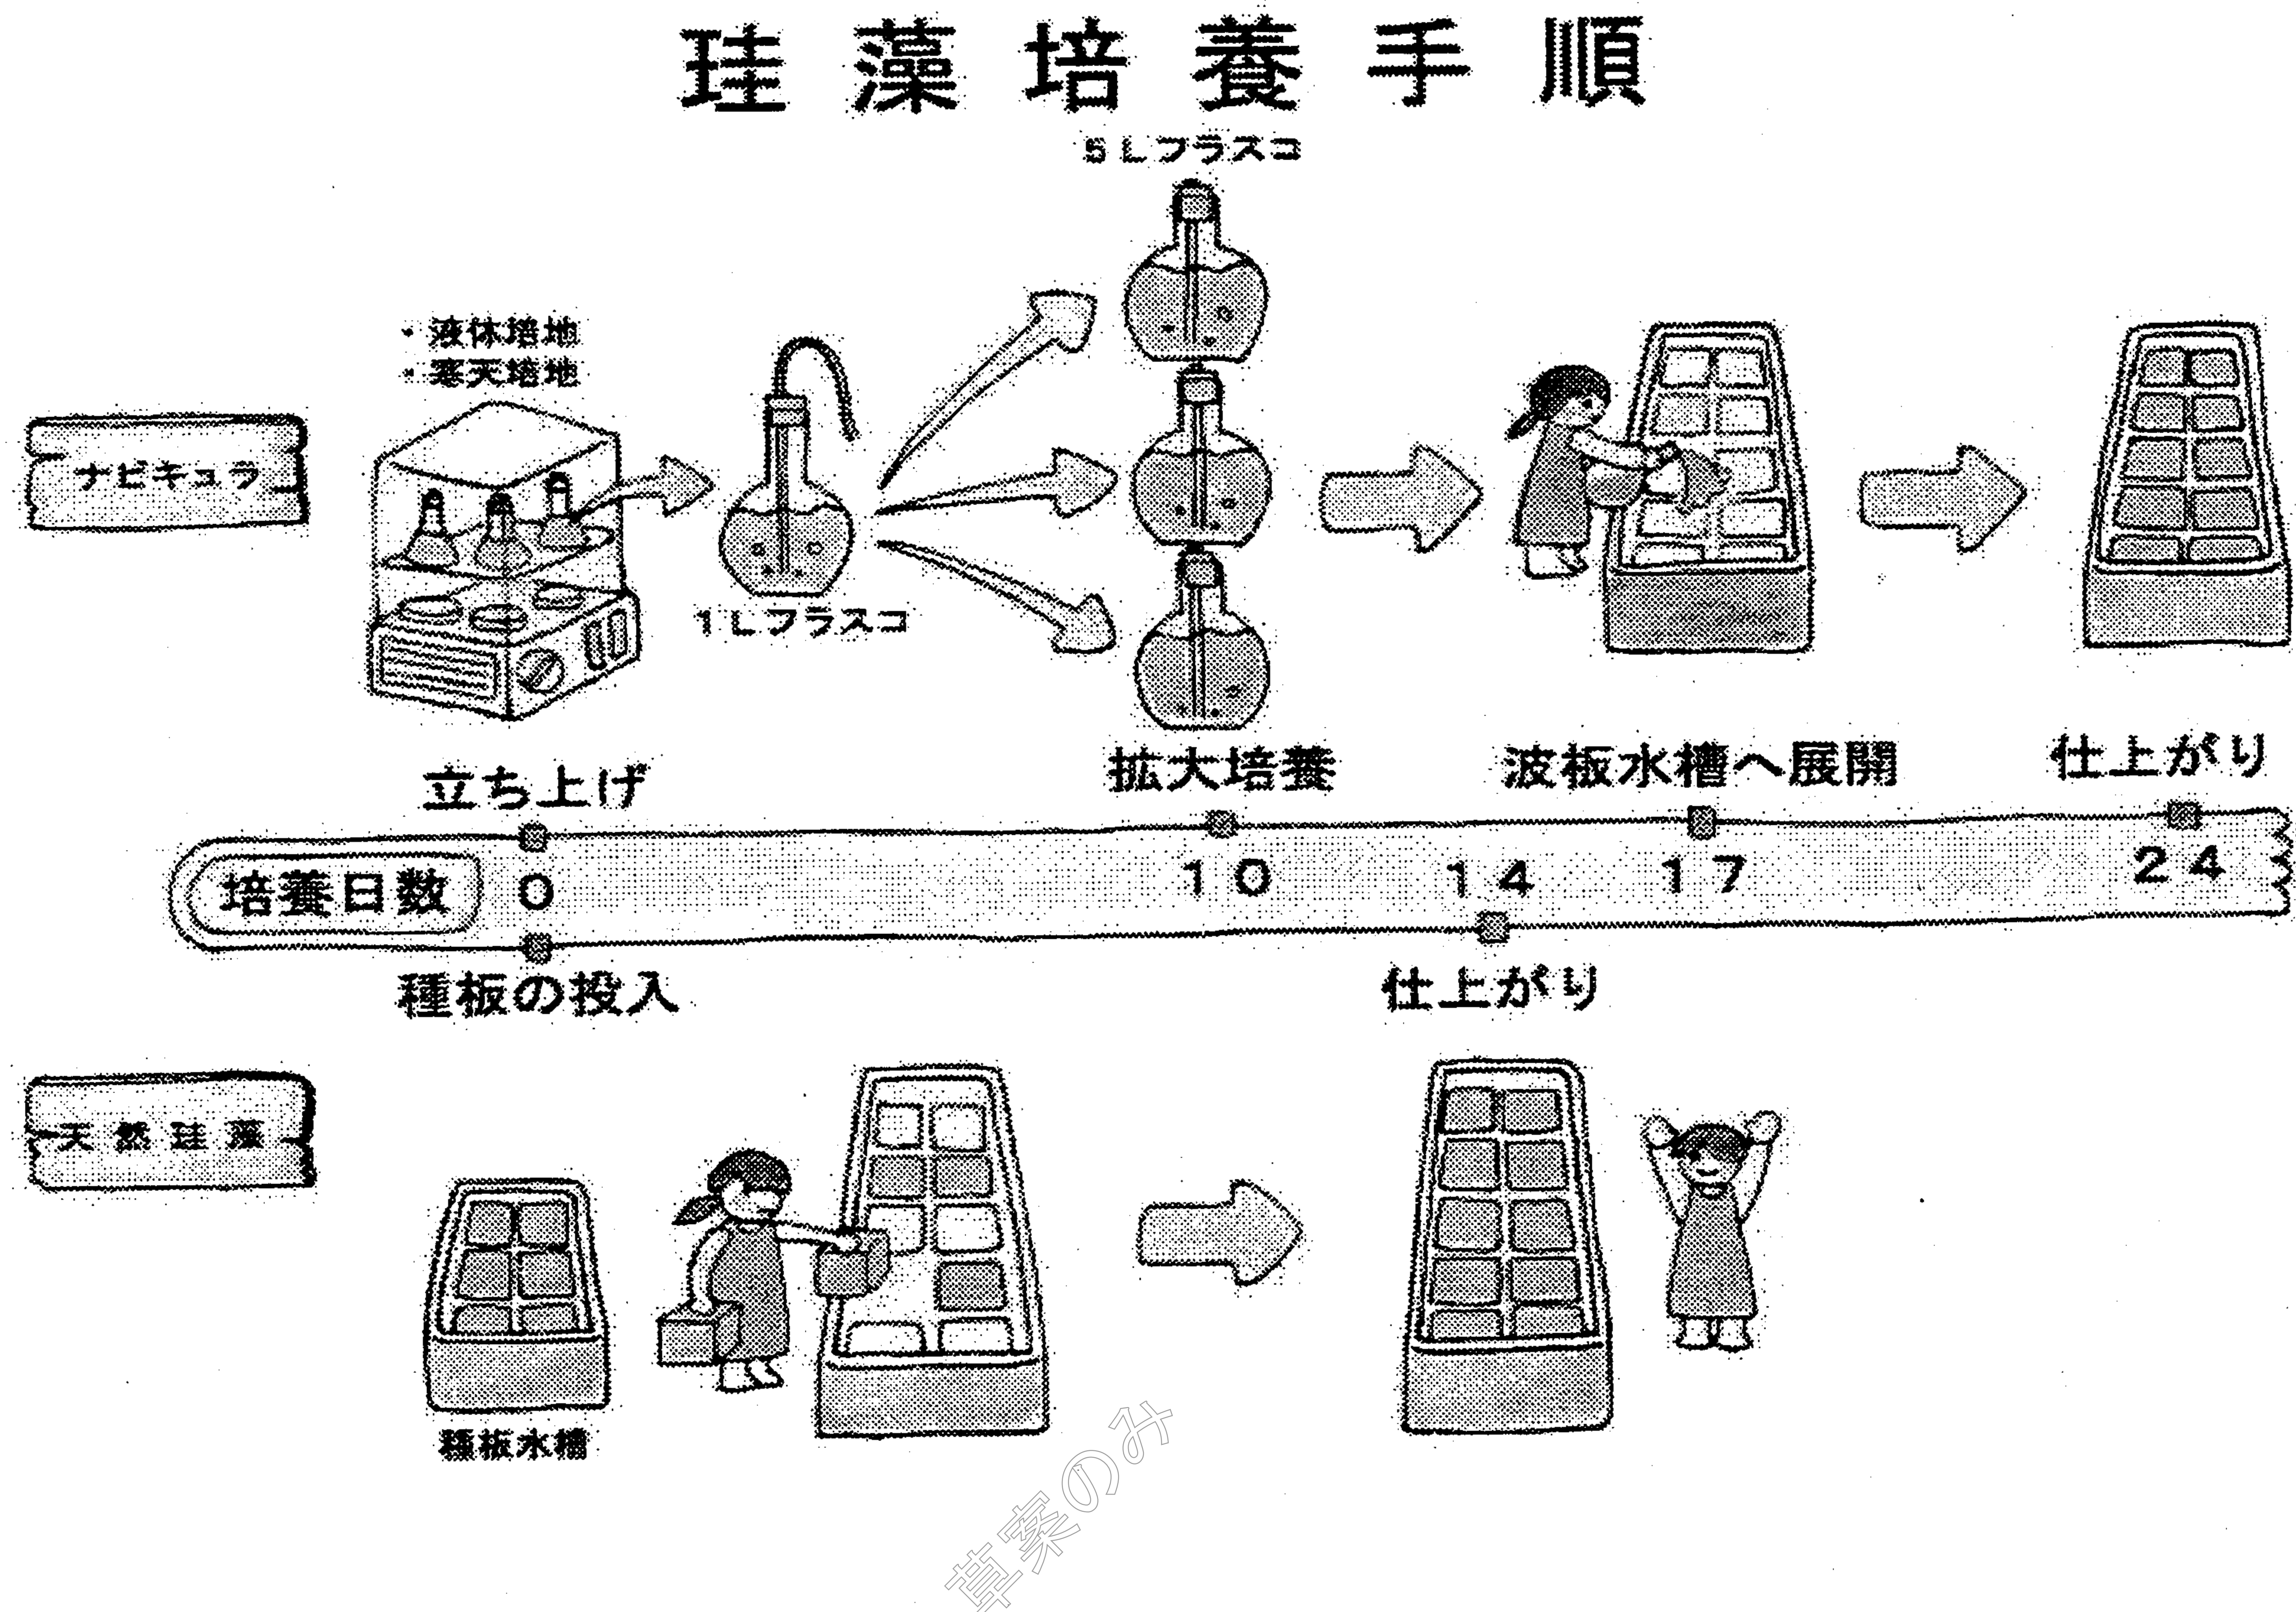 珪藻培養手順
5Lフラスコ
・液体培地
・寒天培地
ナビキュラ
1Lフラスコ
立ち上げ
拡大培養
波板水槽へ展開
仕上がり
培養日数
0
10
14
17
24
種板の投入
仕上がり
天然珪藻
種板水槽
草案のみ